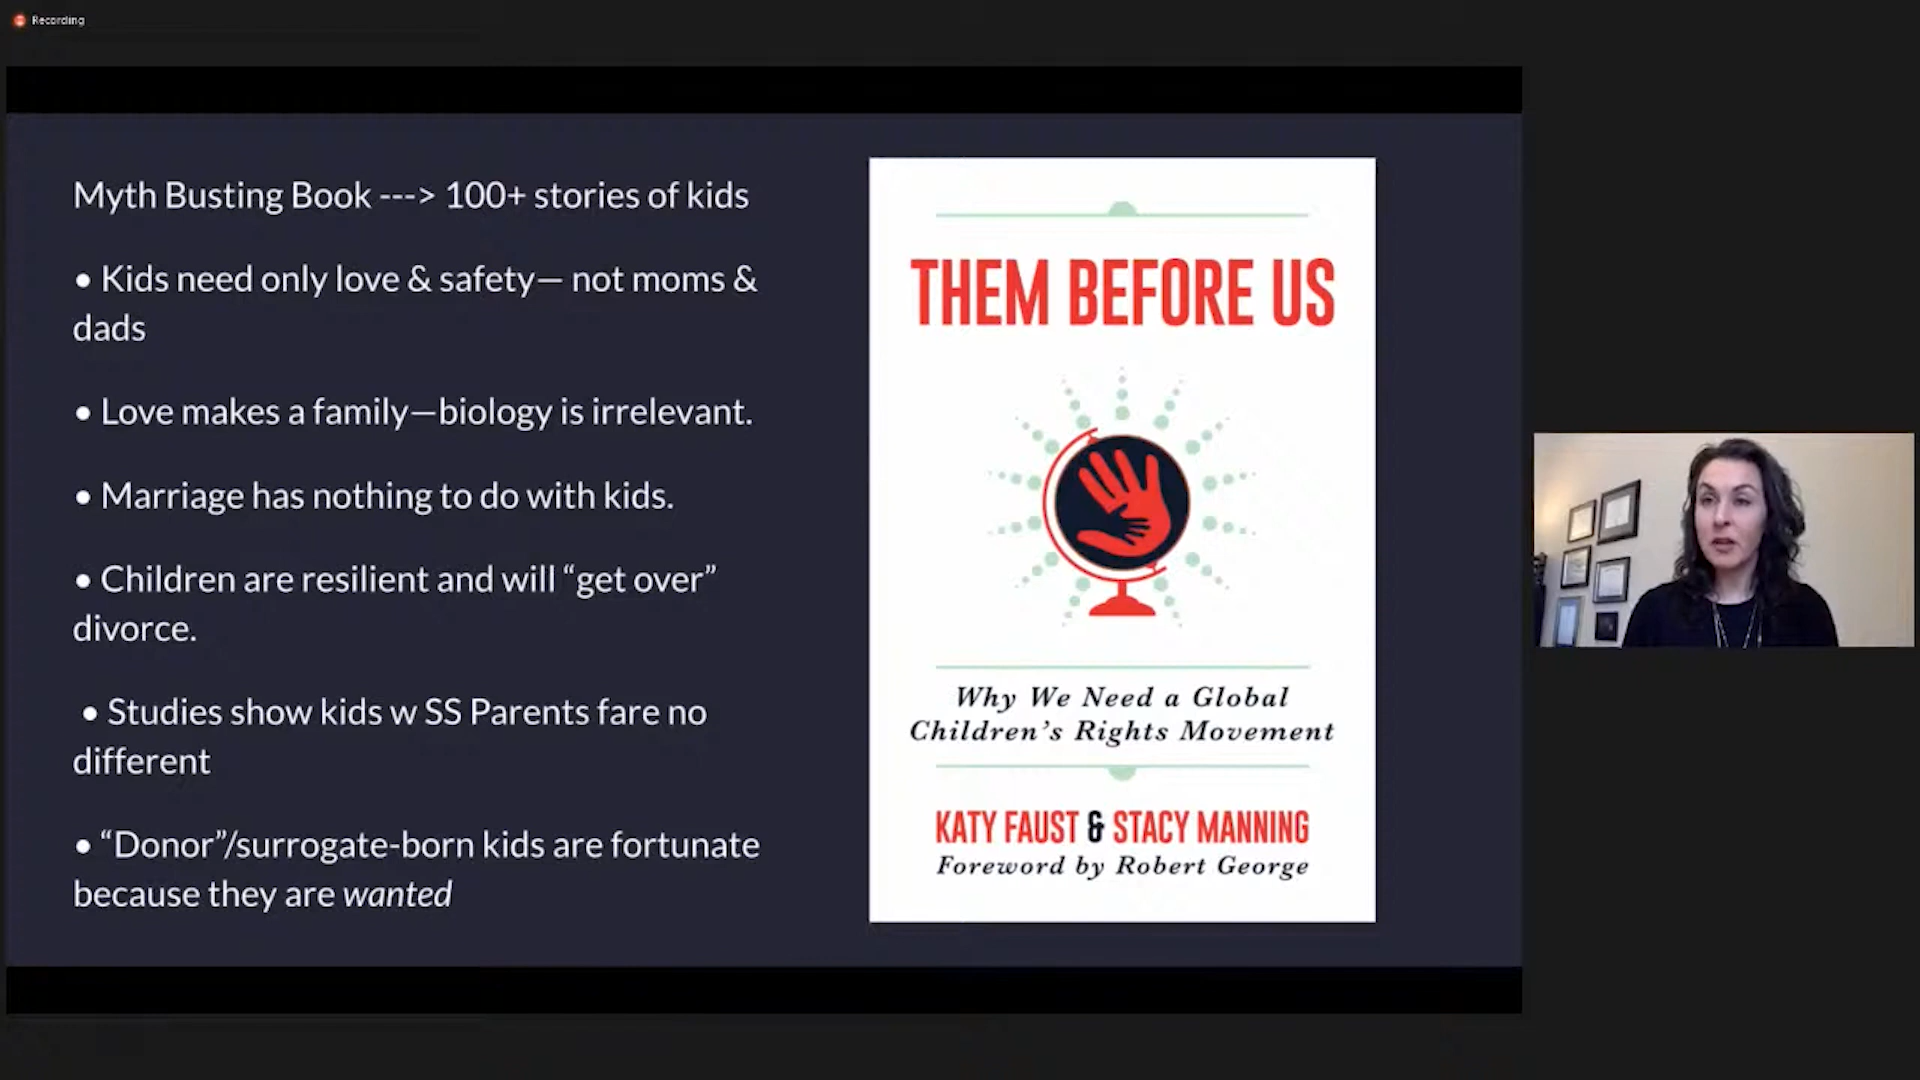 Recording
Myth Busting Book ---> 100+ stories of kids
• Kids need only love & safety— not moms &
dads
• Love makes a family—biology is irrelevant.
• Marriage has nothing to do with kids.
• Children are resilient and will “get over”
divorce.
• Studies show kids w SS Parents fare no
different
• “Donor”/surrogate-born kids are fortunate
because they are wanted
THEM BEFORE US
Why We Need a Global
Children’s Rights Movement
KATY FAUST & STACY MANNING
Foreword by Robert George